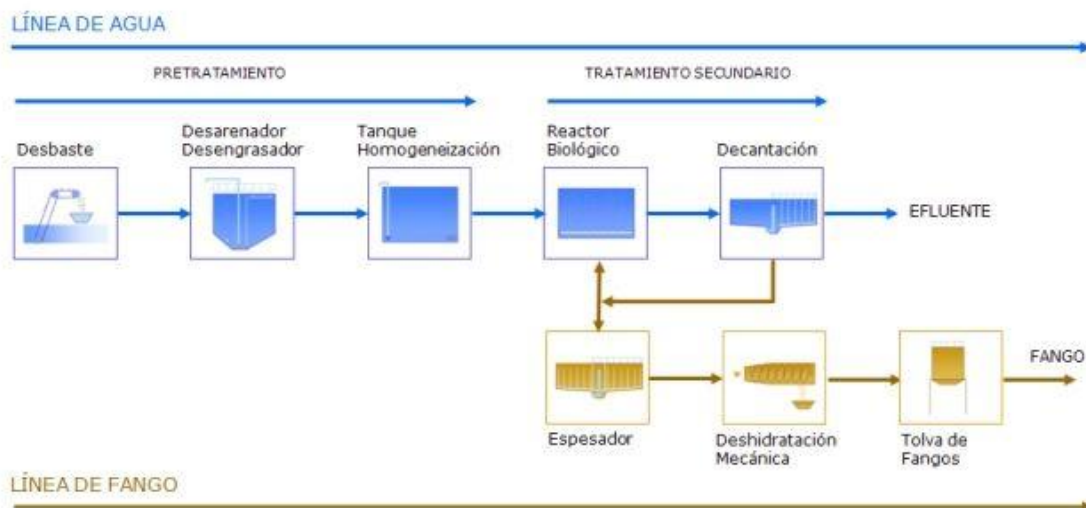 LÍNEA DE AGUA
PRETRATAMIENTO
TRATAMIENTO SECUNDARIO
Desbaste
Desarenador
Desengrasador
Tanque
Homogeneización
Reactor
Biológico
Decantación
EFLUENTE
FANGO
Espesador
Deshidratación
Mecánica
Tolva de
Fangos
LÍNEA DE FANGO